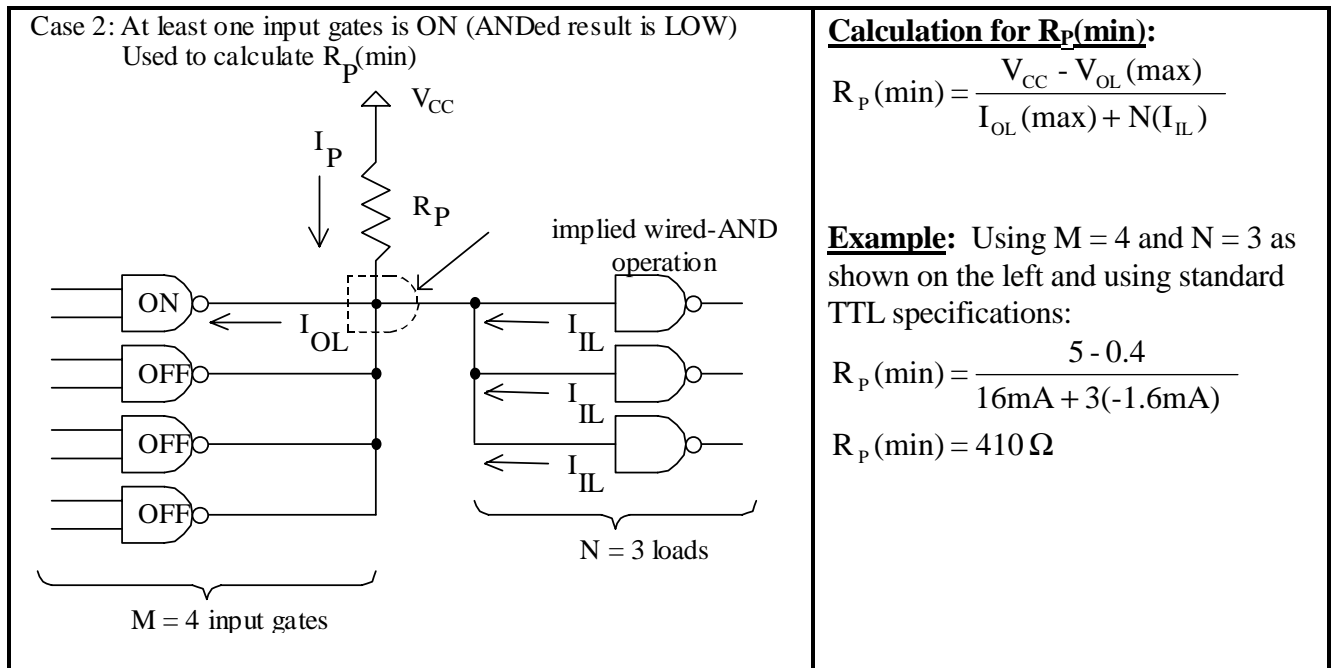 Case 2: At least one input gates is ON (ANDed result is LOW)
Used to calculate R_P(min)
V_CC
I_P
R_P
implied wired-AND
operation
ON
I_OL
I_IL
OFF
I_IL
OFF
I_IL
OFF
N = 3 loads
M = 4 input gates
Calculation for R_P(min):
R_P(min) = (V_CC - V_OL(max)) / (I_OL(max) + N(I_IL))
Example: Using M = 4 and N = 3 as
shown on the left and using standard
TTL specifications:
R_P(min) = (5 - 0.4) / (16mA + 3(-1.6mA))
R_P(min) = 410 Ω